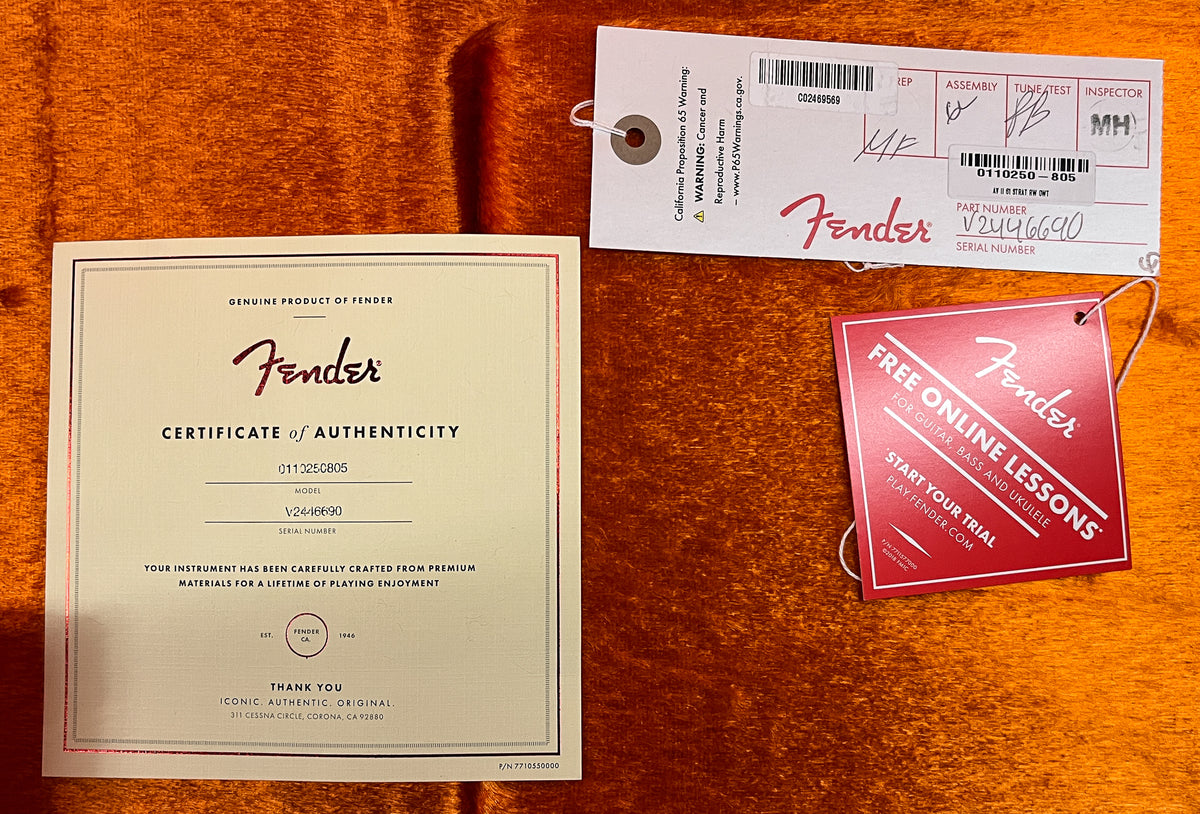 GENUINE PRODUCT OF FENDER
Fender®
CERTIFICATE of AUTHENTICITY
0110250805
MODEL
V2446690
SERIAL NUMBER
YOUR INSTRUMENT HAS BEEN CAREFULLY CRAFTED FROM PREMIUM
MATERIALS FOR A LIFETIME OF PLAYING ENJOYMENT
EST.
FENDER
CA.
1946
THANK YOU
ICONIC. AUTHENTIC. ORIGINAL.
311 CESSNA CIRCLE, CORONA, CA 92880
P/N 7710550000
California Proposition 65 Warning:
⚠ WARNING: Cancer and
Reproductive Harm
– www.P65Warnings.ca.gov.
C02469569
ASSEMBLY
TUNE/TEST
INSPECTOR
MH
0110250-805
AV II 61 STRAT RW OWT
PART NUMBER
V2446690
SERIAL NUMBER
Fender®
Fender®
FREE ONLINE LESSONS*
FOR GUITAR, BASS AND UKULELE
START YOUR TRIAL
PLAY.FENDER.COM
P/N 7711577000
©2018 FMIC